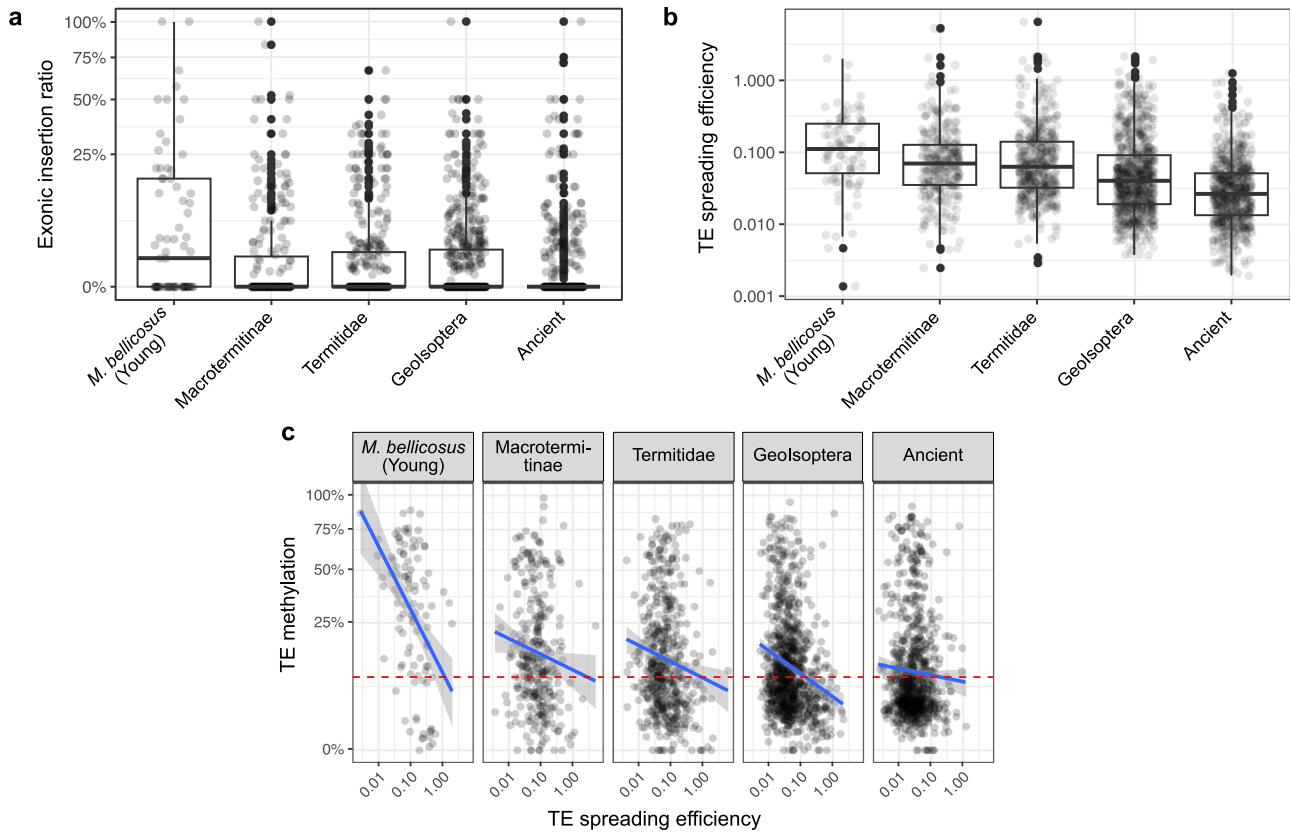 a
100%
75%
50%
25%
0%
Exonic insertion ratio
M. bellicosus
(Young)
Macrotermitinae
Termitidae
GeoIsoptera
Ancient
b
1.000
0.100
0.010
0.001
TE spreading efficiency
M. bellicosus
(Young)
Macrotermitinae
Termitidae
GeoIsoptera
Ancient
c
M. bellicosus
(Young)
Macrotermi-
tinae
Termitidae
GeoIsoptera
Ancient
100%
75%
50%
25%
0%
TE methylation
0.01 0.10 1.00
0.01 0.10 1.00
0.01 0.10 1.00
0.01 0.10 1.00
0.01 0.10 1.00
TE spreading efficiency